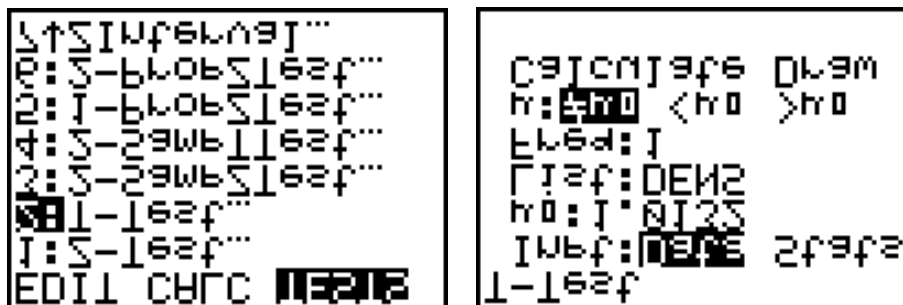 EDIT CALC TESTS
1:Z-Test…
2:T-Test…
3:2-SampZTest…
4:2-SampTTest…
5:1-PropZTest…
6:2-PropZTest…
7↓ZInterval…
T-Test
Inpt:Data Stats
μ0:
List:DENS
Freq:1
μ:≠μ0 <μ0 >μ0
Calculate Draw